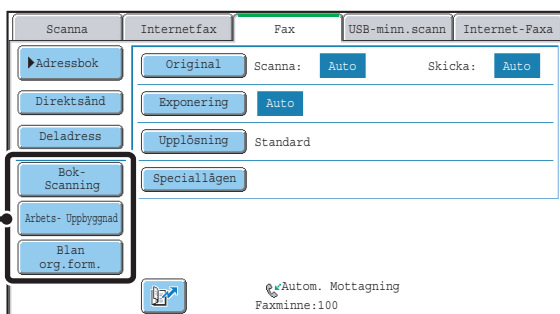 Scanna
Internetfax
Fax
USB-minn.scann
Internet-Faxa
Adressbok
Original
Scanna:
Auto
Skicka:
Auto
Direktsänd
Exponering
Auto
Deladress
Upplösning
Standard
Bok-
Scanning
Speciallågen
Arbets- Uppbyggnad
Blan
org.form.
Autom. Mottagning
Faxminne:100